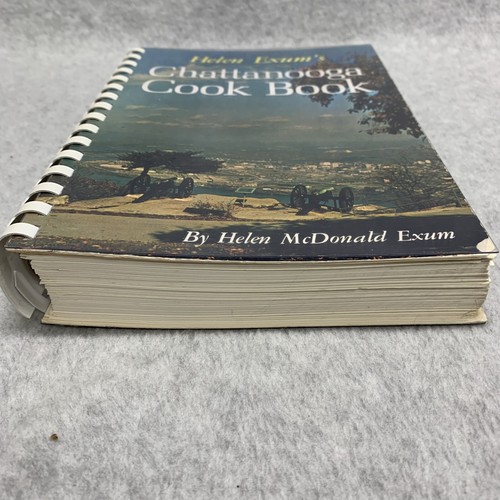 Helen Exum's
Chattanooga
Cook Book
By Helen McDonald Exum